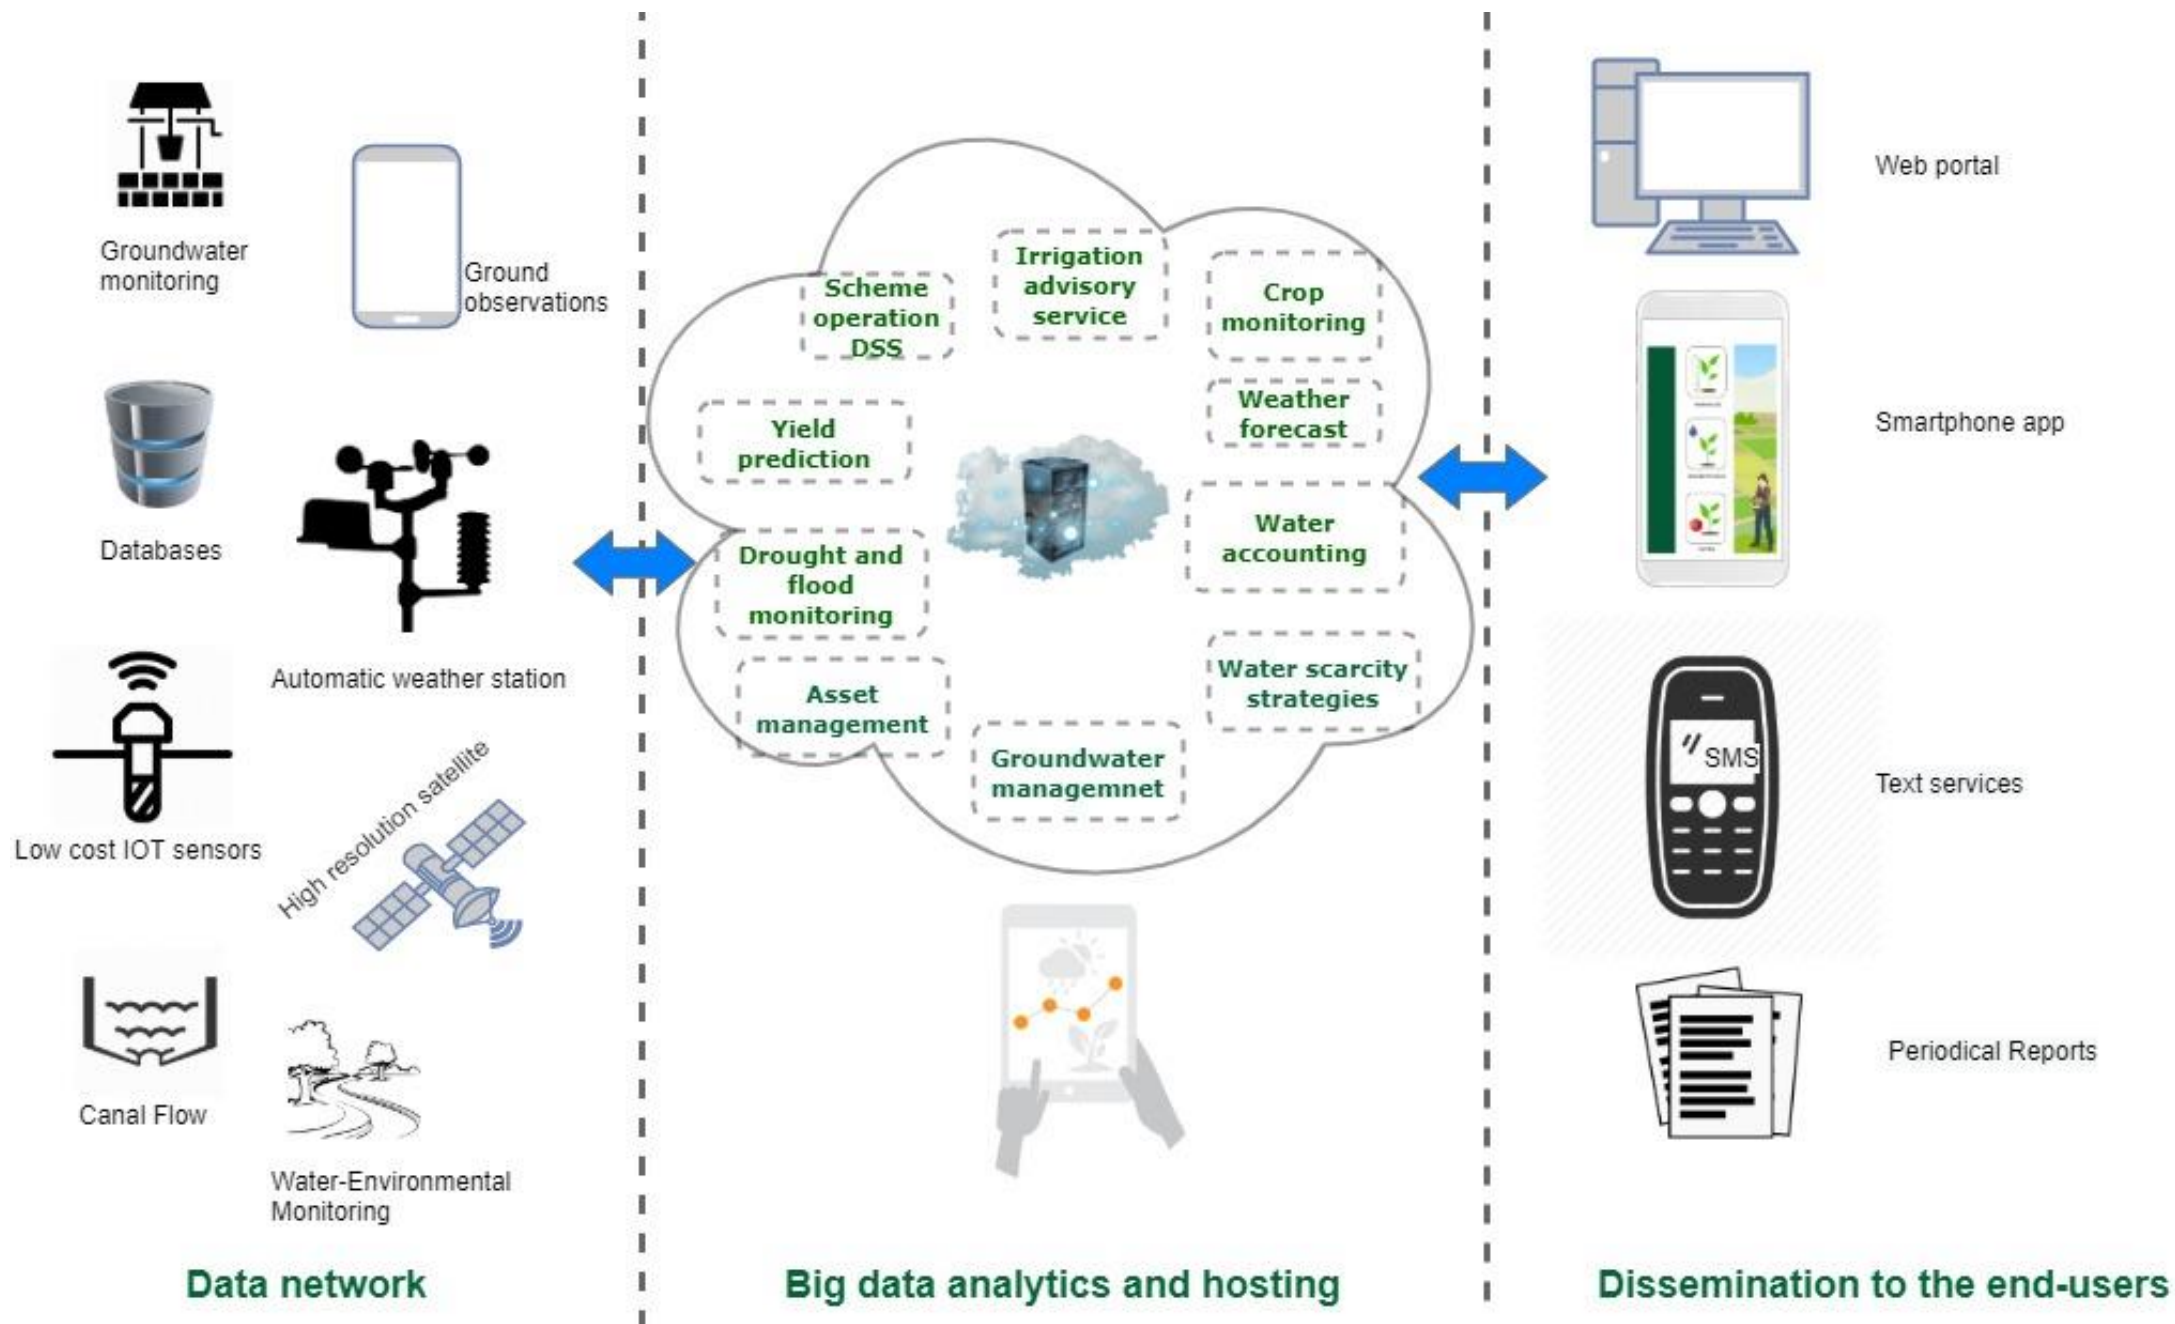 Groundwater
monitoring
Ground
observations
Databases
Automatic weather station
Low cost IOT sensors
High resolution satellite
Canal Flow
Water-Environmental
Monitoring
Data network
Irrigation
advisory
service
Scheme
operation
DSS
Crop
monitoring
Weather
forecast
Yield
prediction
Water
accounting
Drought and
flood
monitoring
Water scarcity
strategies
Asset
management
Groundwater
managemnet
Big data analytics and hosting
Web portal
Smartphone app
SMS
Text services
Periodical Reports
Dissemination to the end-users